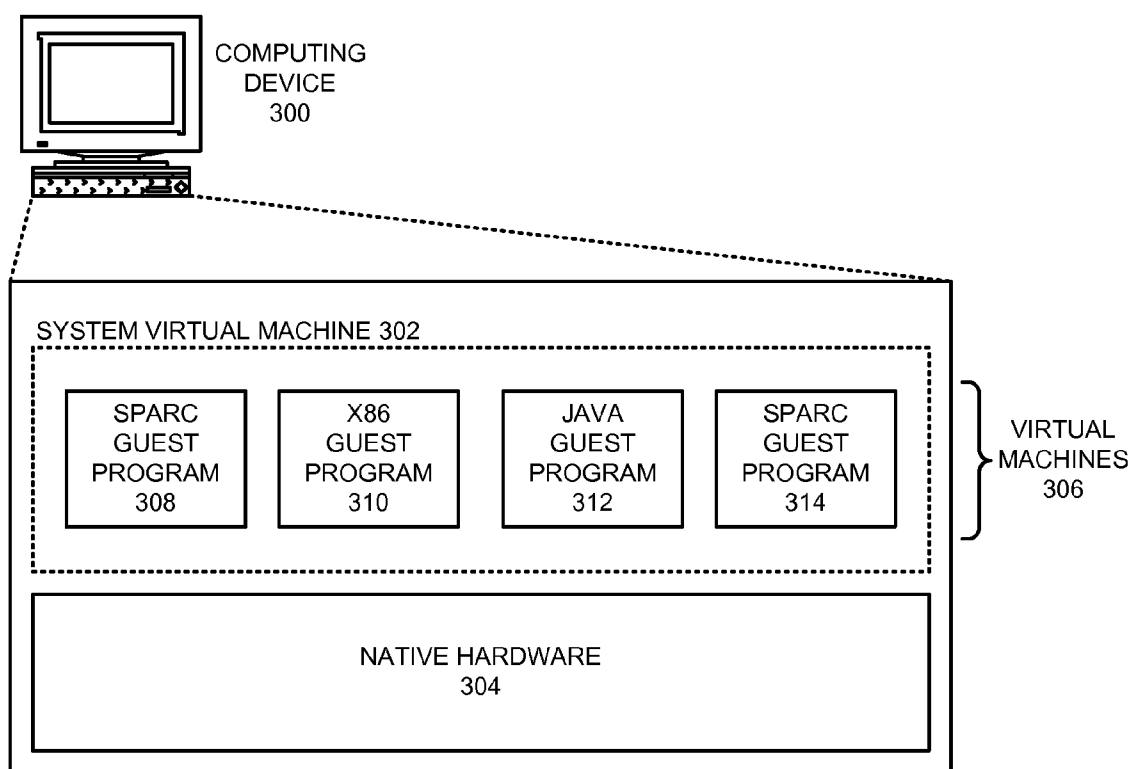 COMPUTING
DEVICE
300
SYSTEM VIRTUAL MACHINE 302
SPARC
GUEST
PROGRAM
308
X86
GUEST
PROGRAM
310
JAVA
GUEST
PROGRAM
312
SPARC
GUEST
PROGRAM
314
VIRTUAL
MACHINES
306
NATIVE HARDWARE
304